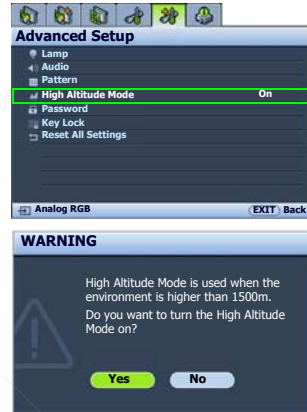 Advanced Setup
Lamp
Audio
Pattern
High Altitude Mode On
Password
Key Lock
Reset All Settings
Analog RGB EXIT Back
WARNING
High Altitude Mode is used when the
environment is higher than 1500m.
Do you want to turn the High Altitude
Mode on?
Yes No